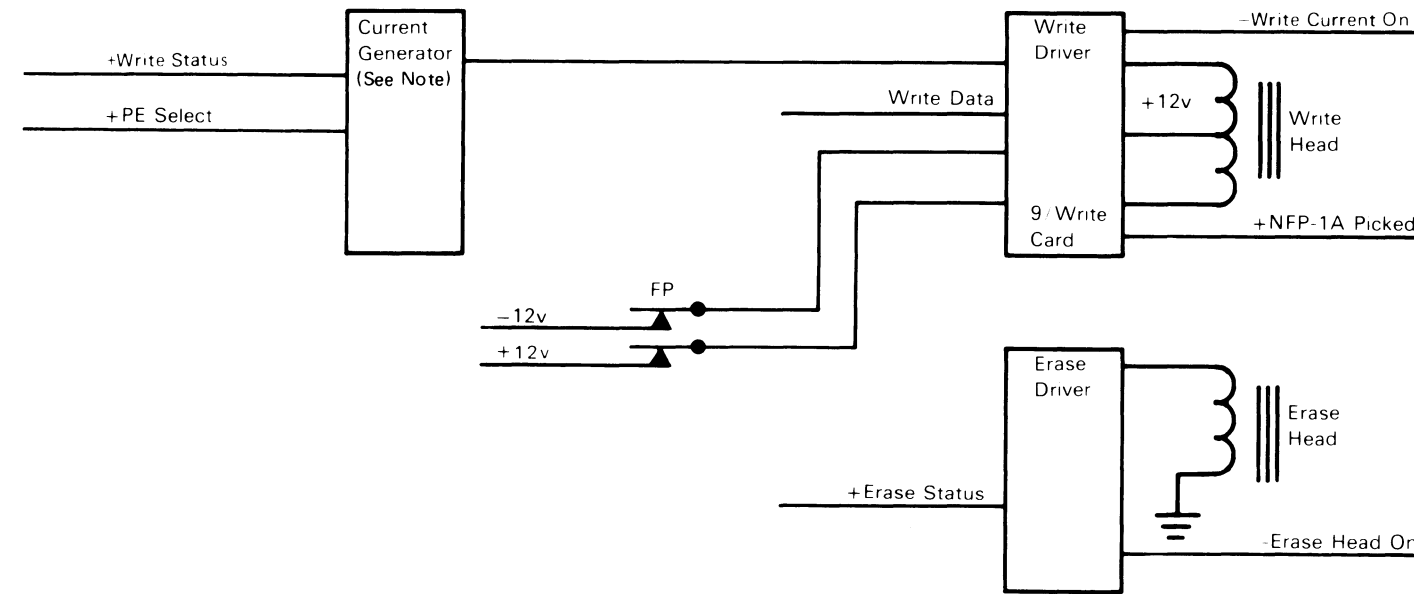 +Write Status
+PE Select
Current
Generator
(See Note)
Write Data
Write
Driver
9/Write
Card
-Write Current On
+12v
Write
Head
+NFP-1A Picked
FP
-12v
+12v
Erase
Driver
+Erase Status
Erase
Head
-Erase Head On